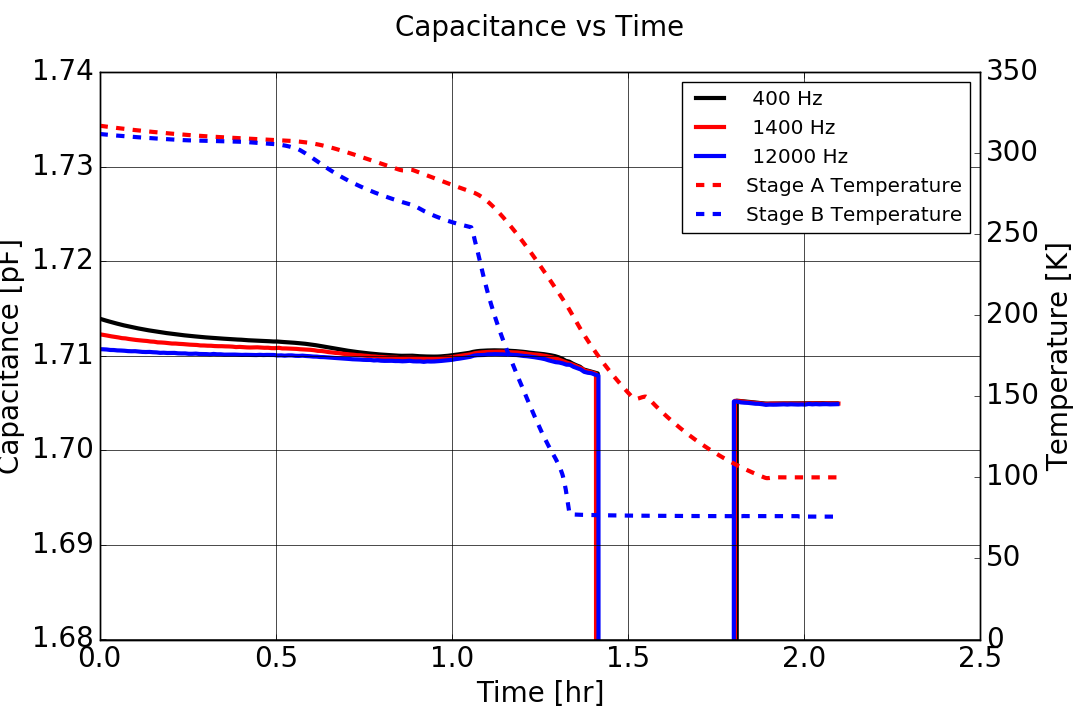 Capacitance vs Time
1.74
1.73
1.72
1.71
1.70
1.69
1.68
Capacitance [pF]
400 Hz
1400 Hz
12000 Hz
Stage A Temperature
Stage B Temperature
350
300
250
200
150
100
50
0
Temperature [K]
0.0 0.5 1.0 1.5 2.0 2.5
Time [hr]